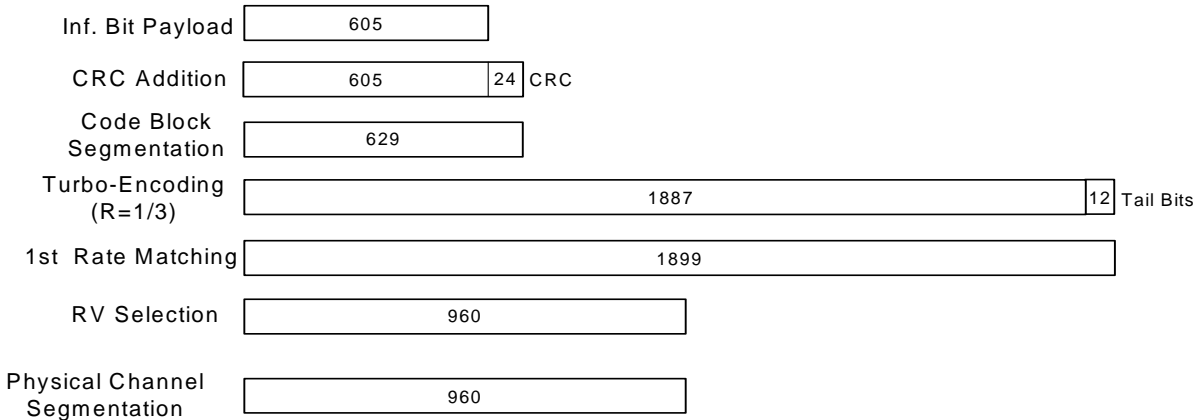 Inf. Bit Payload
605
CRC Addition
605
24
CRC
Code Block
Segmentation
629
Turbo-Encoding
(R=1/3)
1887
12
Tail Bits
1st Rate Matching
1899
RV Selection
960
Physical Channel
Segmentation
960